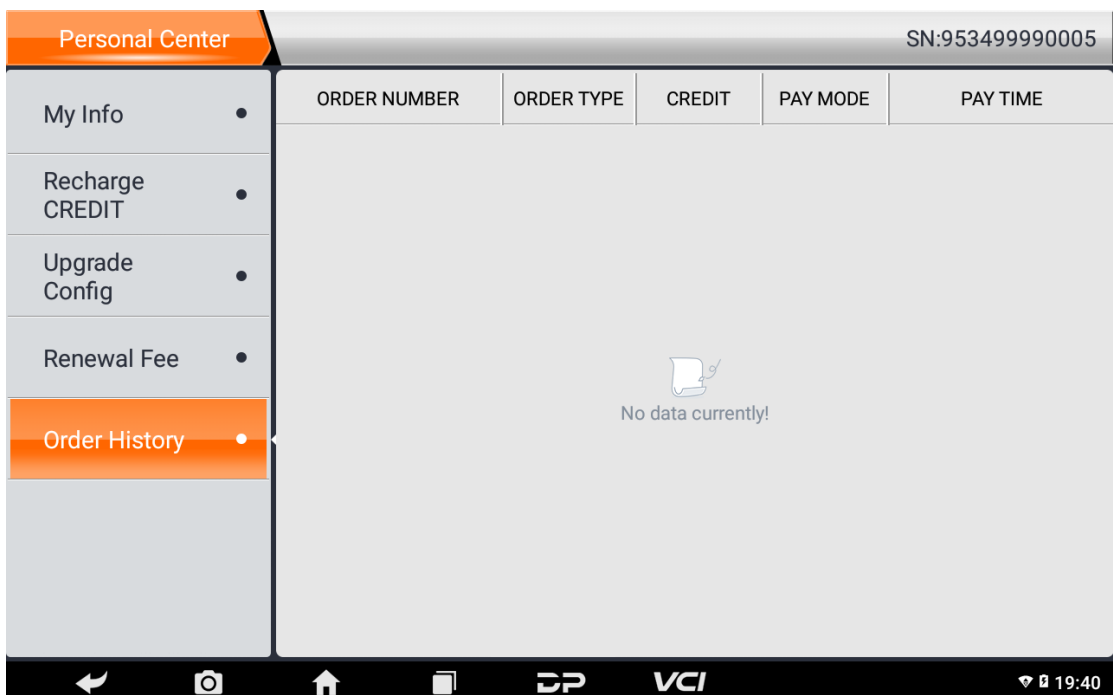 Personal Center
SN:953499990005
My Info
Recharge
CREDIT
Upgrade
Config
Renewal Fee
Order History
ORDER NUMBER ORDER TYPE CREDIT PAY MODE PAY TIME
No data currently!
DP VCI 19:40